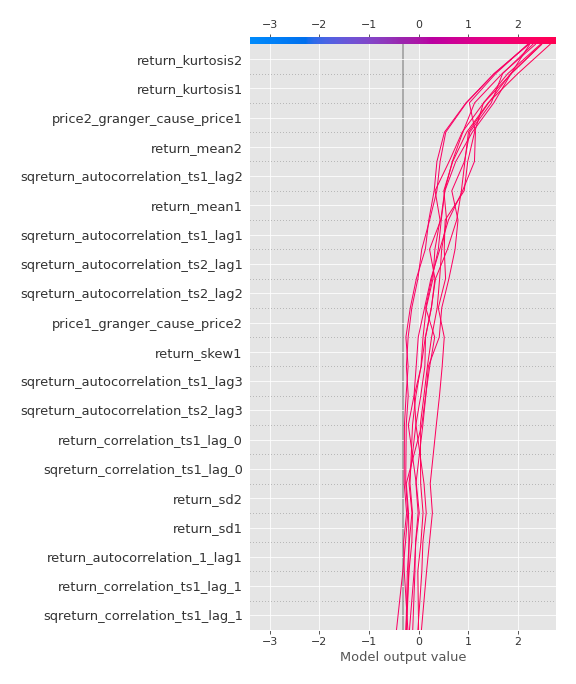 −3 −2 −1 0 1 2
return_kurtosis2
return_kurtosis1
price2_granger_cause_price1
return_mean2
sqreturn_autocorrelation_ts1_lag2
return_mean1
sqreturn_autocorrelation_ts1_lag1
sqreturn_autocorrelation_ts2_lag1
sqreturn_autocorrelation_ts2_lag2
price1_granger_cause_price2
return_skew1
sqreturn_autocorrelation_ts1_lag3
sqreturn_autocorrelation_ts2_lag3
return_correlation_ts1_lag_0
sqreturn_correlation_ts1_lag_0
return_sd2
return_sd1
return_autocorrelation_1_lag1
return_correlation_ts1_lag_1
sqreturn_correlation_ts1_lag_1
−3 −2 −1 0 1 2
Model output value